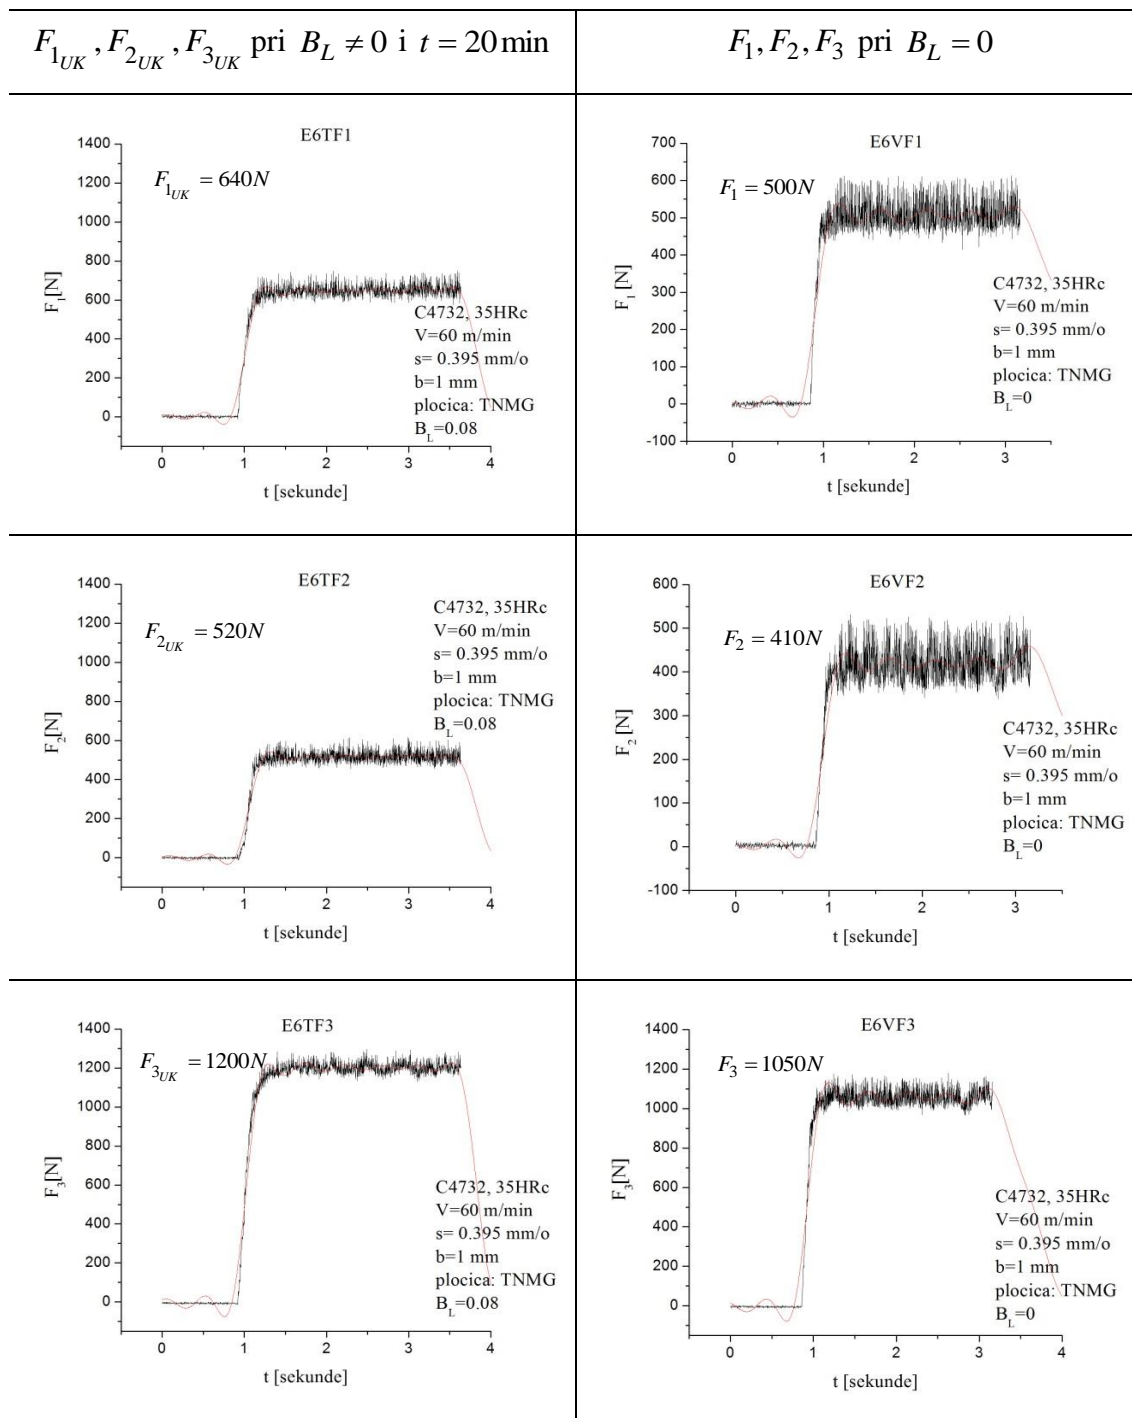 F1UK, F2UK, F3UK pri BL ≠ 0 i t = 20 min
F1, F2, F3 pri BL = 0
E6TF1
F1UK = 640N
1400
1200
1000
800
600
400
200
0
F1[N]
C4732, 35HRc
V=60 m/min
s= 0.395 mm/o
b=1 mm
plocica: TNMG
BL=0.08
0 1 2 3 4
t [sekunde]
E6VF1
F1 = 500N
700
600
500
400
300
200
100
0
-100
F1 [N]
C4732, 35HRc
V=60 m/min
s= 0.395 mm/o
b=1 mm
plocica: TNMG
BL=0
0 1 2 3
t [sekunde]
E6TF2
F2UK = 520N
1400
1200
1000
800
600
400
200
0
F2[N]
C4732, 35HRc
V=60 m/min
s= 0.395 mm/o
b=1 mm
plocica: TNMG
BL=0.08
0 1 2 3 4
t [sekunde]
E6VF2
F2 = 410N
600
500
400
300
200
100
0
-100
F2 [N]
C4732, 35HRc
V=60 m/min
s= 0.395 mm/o
b=1 mm
plocica: TNMG
BL=0
0 1 2 3
t [sekunde]
E6TF3
F3UK = 1200N
1400
1200
1000
800
600
400
200
0
F3[N]
C4732, 35HRc
V=60 m/min
s= 0.395 mm/o
b=1 mm
plocica: TNMG
BL=0.08
0 1 2 3 4
t [sekunde]
E6VF3
F3 = 1050N
1400
1200
1000
800
600
400
200
0
F3[N]
C4732, 35HRc
V=60 m/min
s= 0.395 mm/o
b=1 mm
plocica: TNMG
BL=0
0 1 2 3 4
t [sekunde]